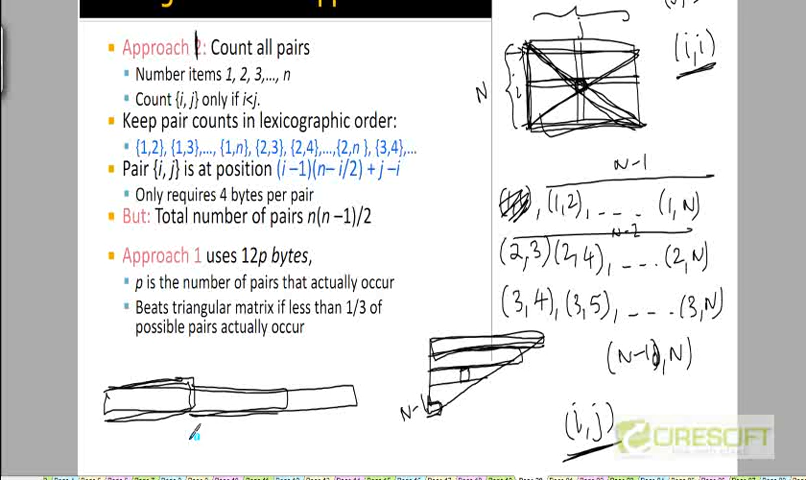 Approach 2: Count all pairs
Number items 1, 2, 3,..., n
Count {i, j} only if i<j.
Keep pair counts in lexicographic order:
{1,2}, {1,3},..., {1,n}, {2,3}, {2,4},...,{2,n }, {3,4},...
Pair {i, j} is at position (i –1)(n– i/2) + j –i
Only requires 4 bytes per pair
But: Total number of pairs n(n –1)/2
Approach 1 uses 12p bytes,
p is the number of pairs that actually occur
Beats triangular matrix if less than 1/3 of
possible pairs actually occur
N-1
j
i
N
(i,i)
N-1
(1,2), .... (1,N)
N-2
(2,3)(2,4), .... (2,N)
(3,4), (3,5), .... (3,N)
(N-1, N)
(i,j)
CIRESOFT